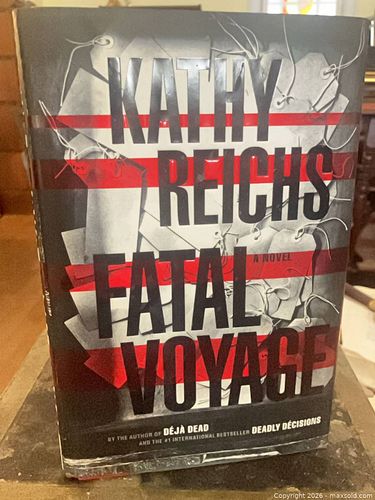 KATHY
REICHS
A NOVEL
FATAL
VOYAGE
BY THE AUTHOR OF DÉJÀ DEAD
AND THE #1 INTERNATIONAL BESTSELLER DEADLY DÉCISIONS
Copyright 2026 - maxsold.com